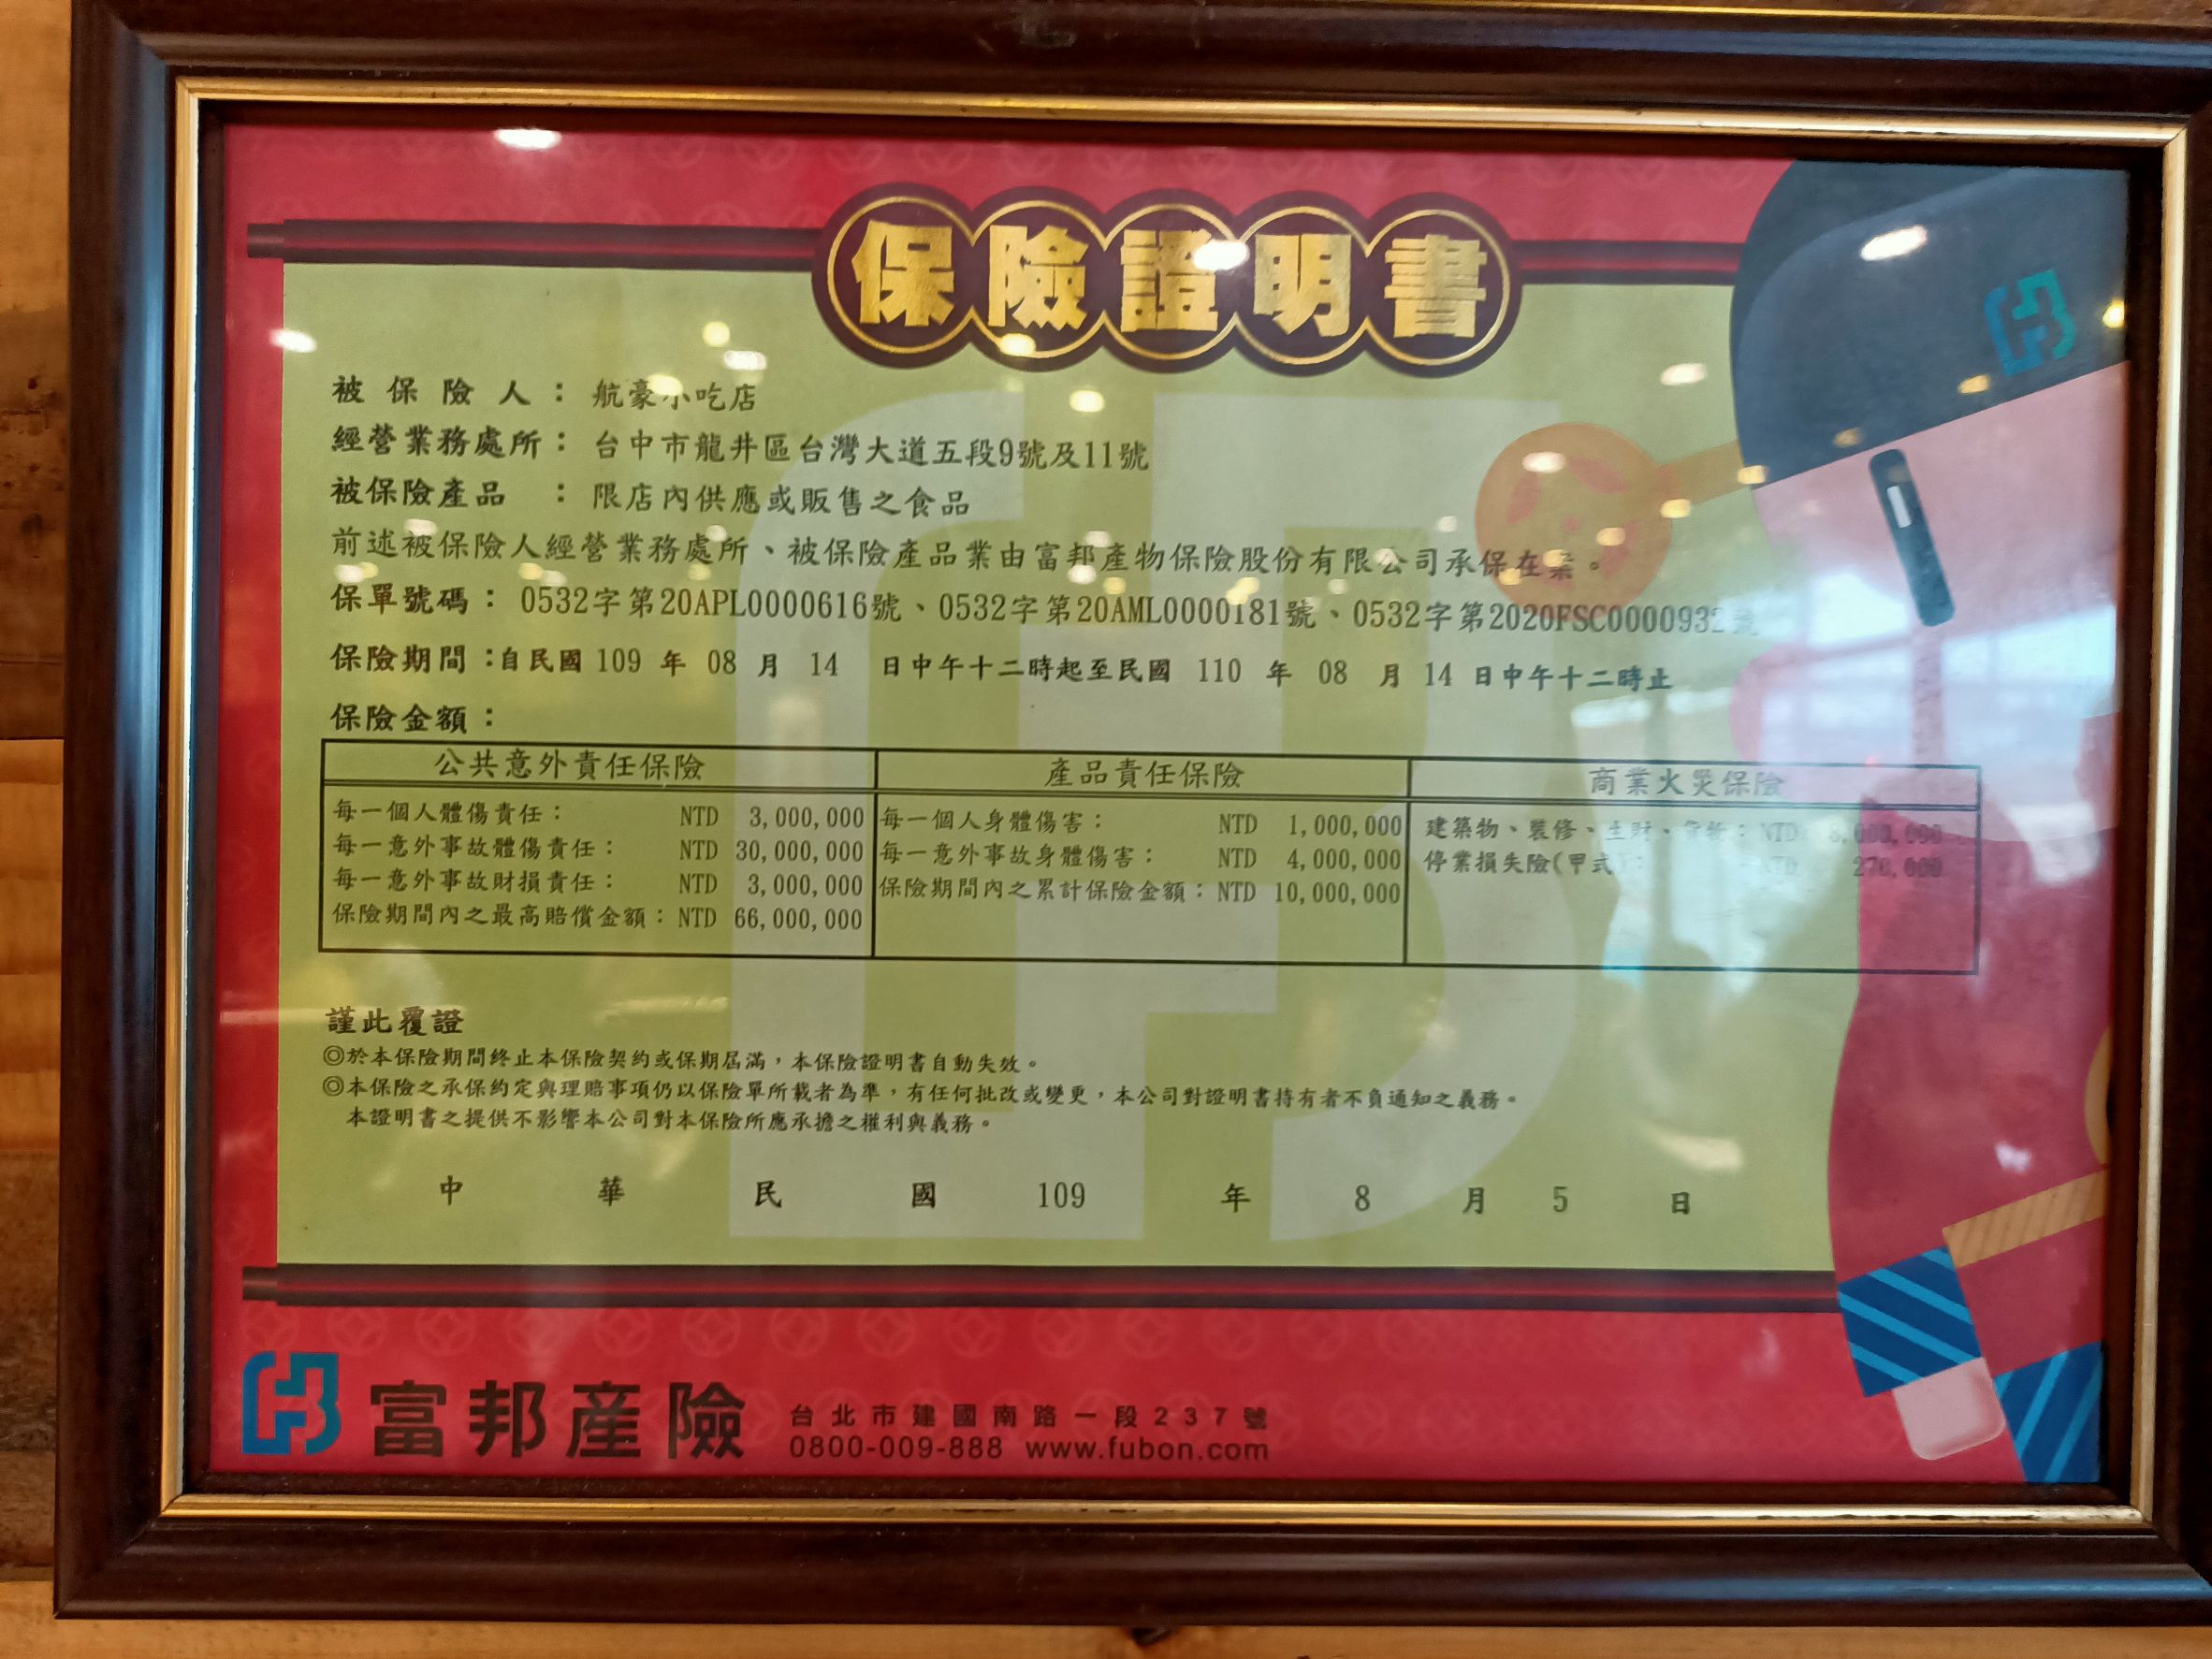 保險證明書
被保險人：航豪小吃店
經營業務處所：台中市龍井區台灣大道五段9號及11號
被保險產品：限店內供應或販售之食品
前述被保險人經營業務處所、被保險產品業由富邦產物保險股份有限公司承保在案。
保單號碼：0532字第20APL0000616號、0532字第20AML0000181號、0532字第2020FSC0000932號
保險期間：自民國 109 年 08 月 14 日中午十二時起至民國 110 年 08 月 14 日中午十二時止
保險金額：
公共意外責任保險
每一個人體傷責任： NTD 3,000,000
每一意外事故體傷責任： NTD 30,000,000
每一意外事故財損責任： NTD 3,000,000
保險期間內之最高賠償金額： NTD 66,000,000
產品責任保險
每一個人身體傷害： NTD 1,000,000
每一意外事故身體傷害： NTD 4,000,000
保險期間內之累計保險金額： NTD 10,000,000
商業火災保險
建築物、裝修、生財、貨物： NTD
停業損失險(甲式)： NTD
謹此覆證
◎於本保險期間終止本保險契約或保期屆滿，本保險證明書自動失效。
◎本保險之承保約定與理賠事項仍以保險單所載者為準，有任何批改或變更，本公司對證明書持有者不負通知之義務。
本證明書之提供不影響本公司對本保險所應承擔之權利與義務。
中華民國 109 年 8 月 5 日
富邦產險
台北市建國南路一段237號
0800-009-888 www.fubon.com